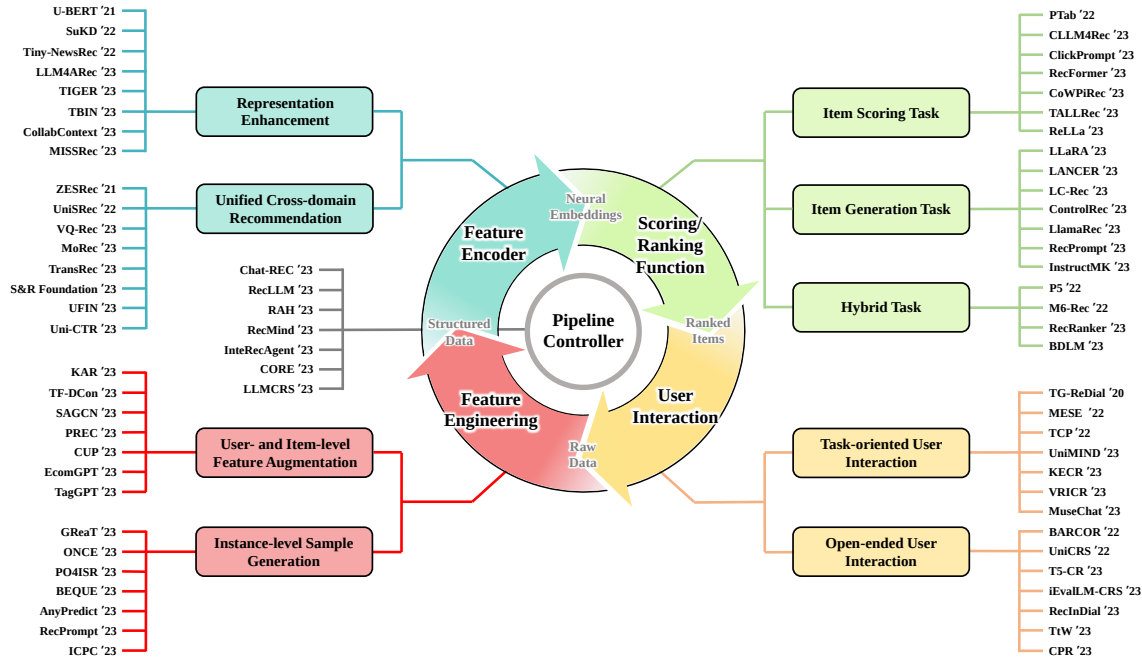 U-BERT ’21
SuKD ’22
Tiny-NewsRec ’22
LLM4ARec ’23
TIGER ’23
TBIN ’23
CollabContext ’23
MISSRec ’23
Representation
Enhancement
ZESRec ’21
UniSRec ’22
VQ-Rec ’23
MoRec ’23
TransRec ’23
S&R Foundation ’23
UFIN ’23
Uni-CTR ’23
Unified Cross-domain
Recommendation
Chat-REC ’23
RecLLM ’23
RAH ’23
RecMind ’23
InteRecAgent ’23
CORE ’23
LLMCRS ’23
KAR ’23
TF-DCon ’23
SAGCN ’23
PREC ’23
CUP ’23
EcomGPT ’23
TagGPT ’23
User- and Item-level
Feature Augmentation
GReaT ’23
ONCE ’23
PO4ISR ’23
BEQUE ’23
AnyPredict ’23
RecPrompt ’23
ICPC ’23
Instance-level Sample
Generation
Feature
Encoder
Neural
Embeddings
Scoring/
Ranking
Function
Structured
Data
Pipeline
Controller
Ranked
Items
Feature
Engineering
User
Interaction
Raw
Data
Item Scoring Task
PTab ’22
CLLM4Rec ’23
ClickPrompt ’23
RecFormer ’23
CoWPiRec ’23
TALLRec ’23
ReLLa ’23
Item Generation Task
LLaRA ’23
LANCER ’23
LC-Rec ’23
ControlRec ’23
LlamaRec ’23
RecPrompt ’23
InstructMK ’23
Hybrid Task
P5 ’22
M6-Rec ’22
RecRanker ’23
BDLM ’23
Task-oriented User
Interaction
TG-ReDial ’20
MESE ’22
TCP ’22
UniMIND ’23
KECR ’23
VRICR ’23
MuseChat ’23
Open-ended User
Interaction
BARCOR ’22
UniCRS ’22
T5-CR ’23
iEvalLM-CRS ’23
RecInDial ’23
TtW ’23
CPR ’23